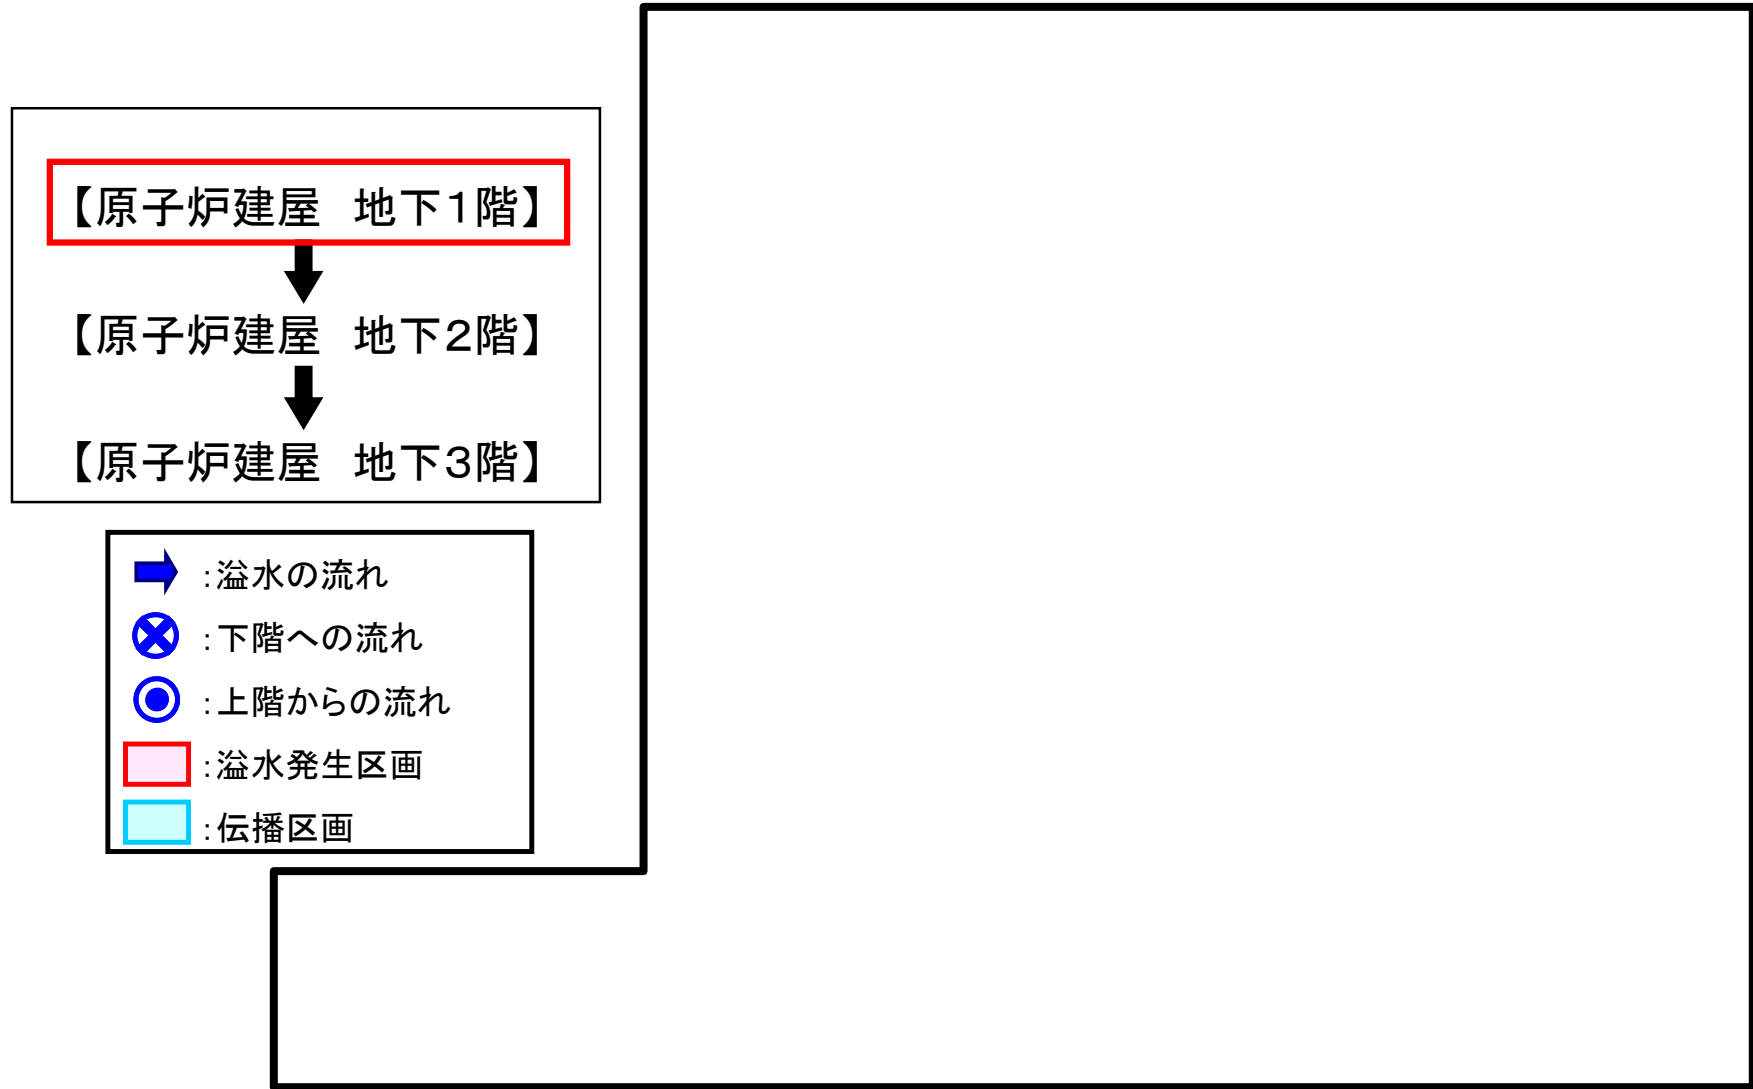 【原子炉建屋　地下1階】
【原子炉建屋　地下2階】
【原子炉建屋　地下3階】
:溢水の流れ
:下階への流れ
:上階からの流れ
:溢水発生区画
:伝播区画